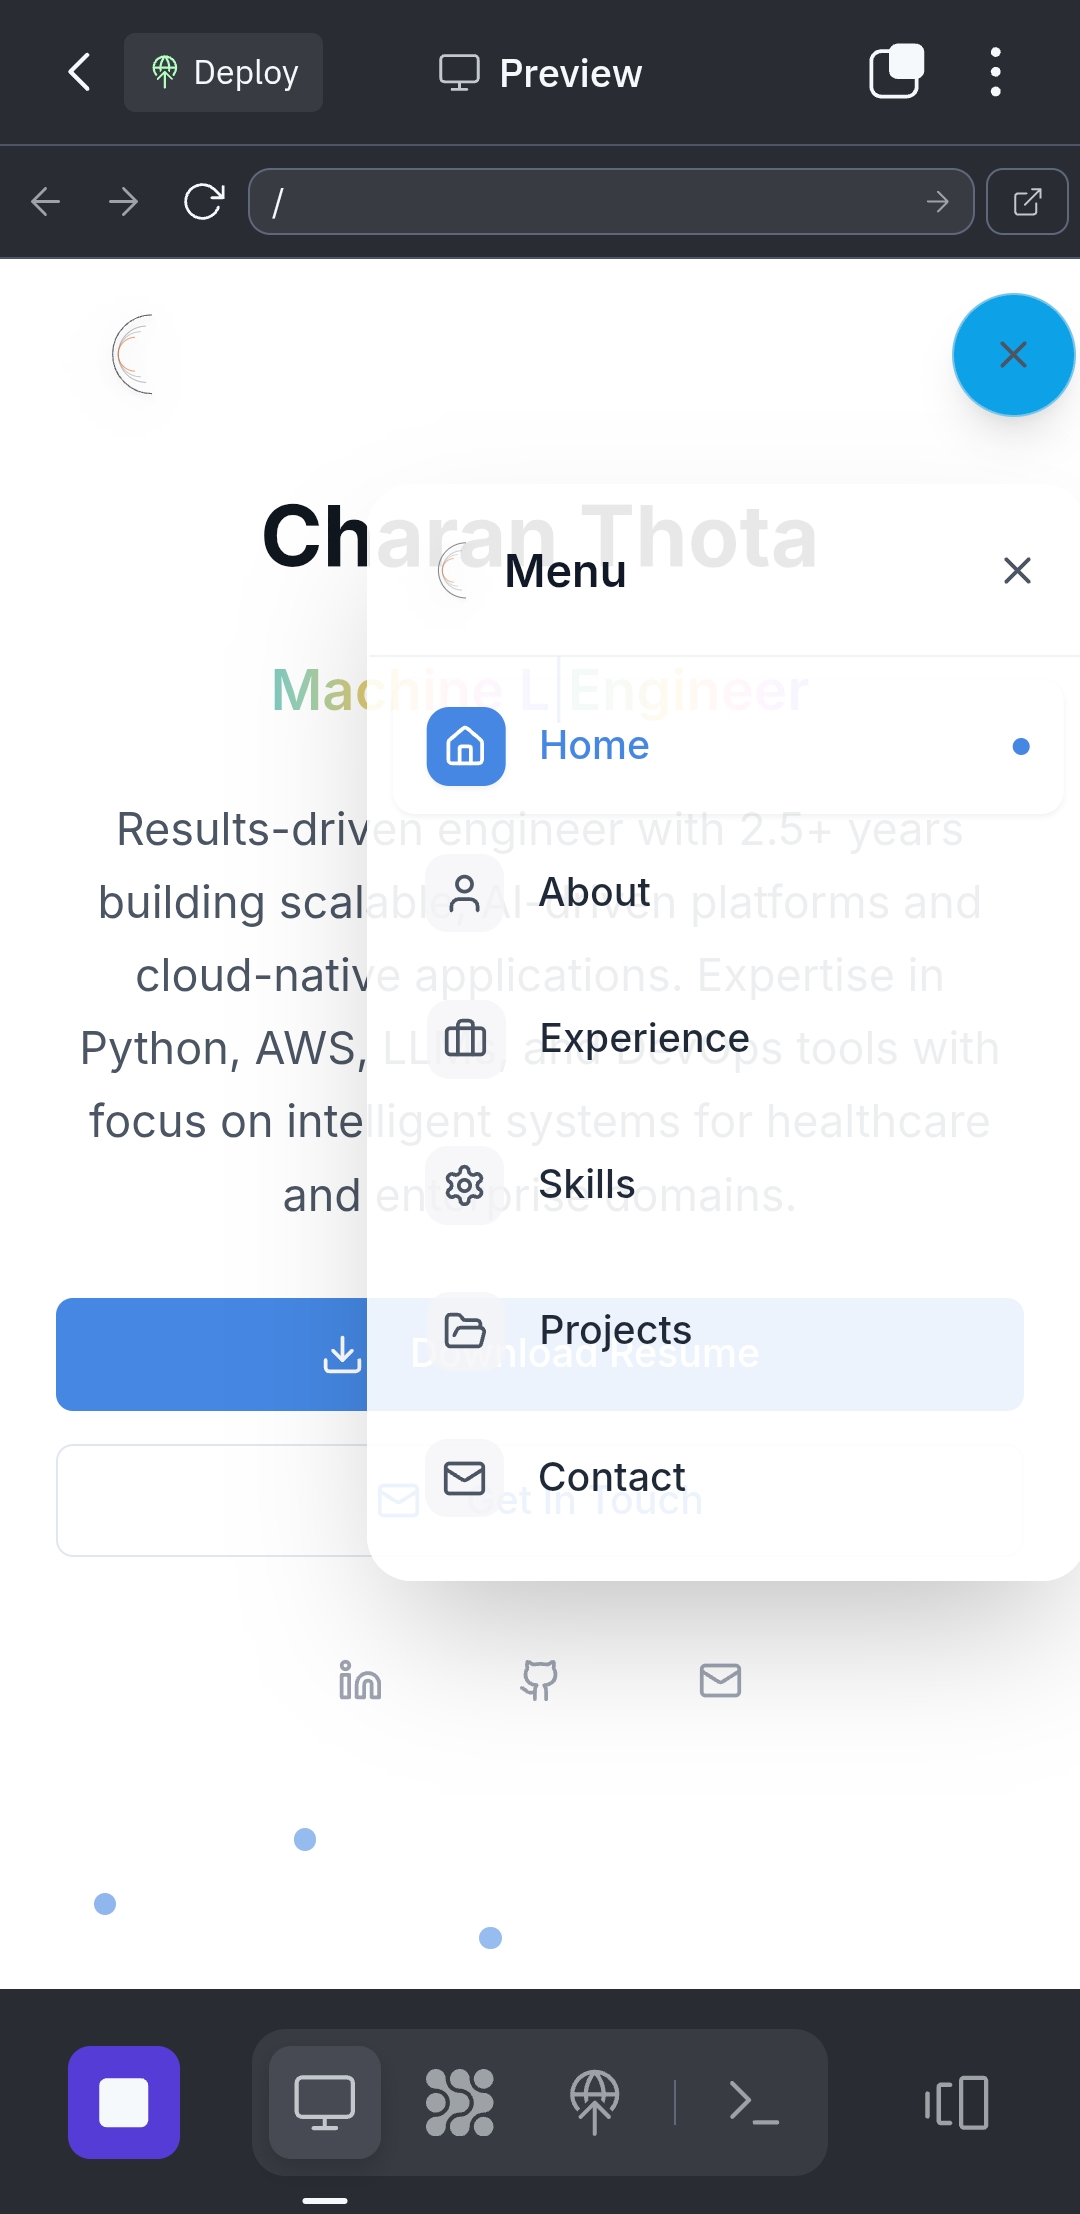 Deploy
Preview
/
Charan Thota
Menu
Machine L Engineer
Home
Results-driven engineer with 2.5+ years
About
building scalable, AI-driven platforms and
cloud-native applications. Expertise in
Experience
Python, AWS, LLMs, and DevOps tools with
focus on intelligent systems for healthcare
Skills
and enterprise domains.
Projects
Download Resume
Contact
Get In Touch